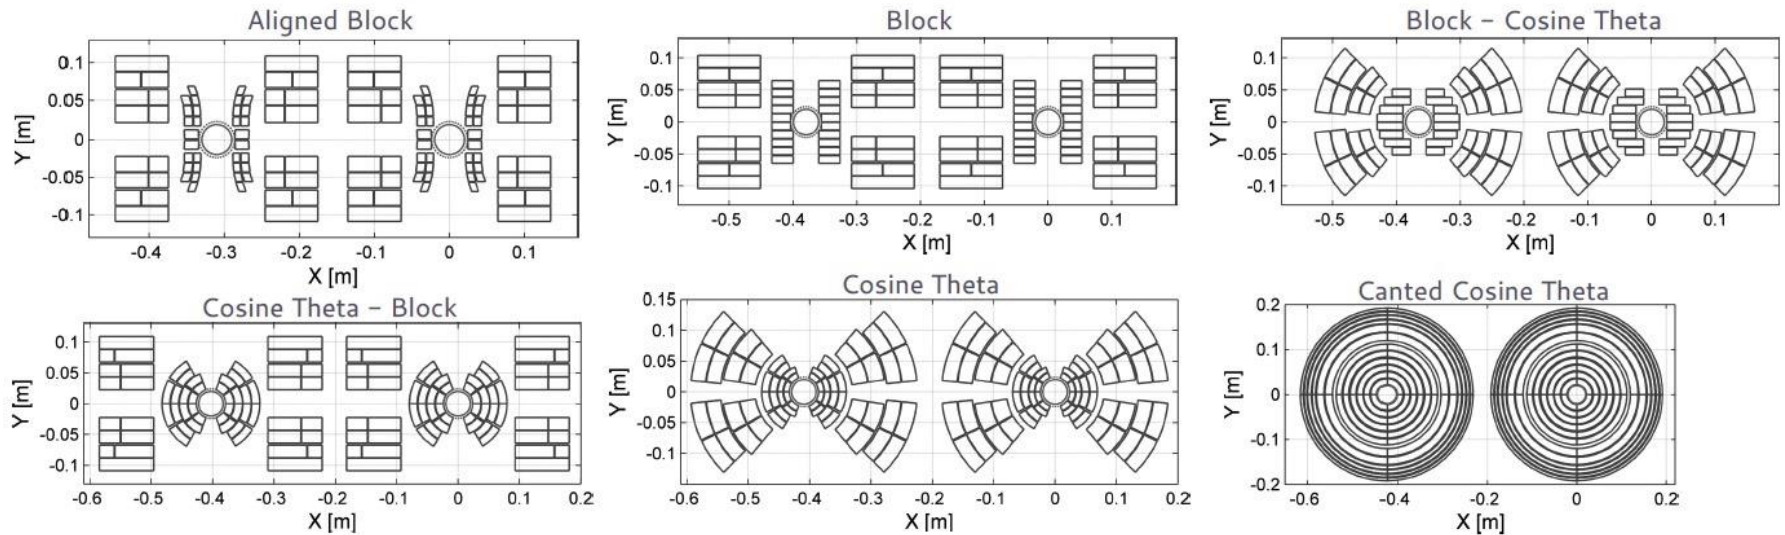 Aligned Block
Y [m]
0.1
0.05
0
-0.05
-0.1
-0.4 -0.3 -0.2 -0.1 0 0.1
X [m]
Block
Y [m]
0.1
0.05
0
-0.05
-0.1
-0.5 -0.4 -0.3 -0.2 -0.1 0 0.1
X [m]
Block - Cosine Theta
Y [m]
0.1
0.05
0
-0.05
-0.1
-0.5 -0.4 -0.3 -0.2 -0.1 0 0.1
X [m]
Cosine Theta - Block
Y [m]
0.1
0.05
0
-0.05
-0.1
-0.6 -0.5 -0.4 -0.3 -0.2 -0.1 0 0.1 0.2
X [m]
Cosine Theta
Y [m]
0.15
0.1
0.05
0
-0.05
-0.1
-0.6 -0.5 -0.4 -0.3 -0.2 -0.1 0 0.1 0.2
X [m]
Canted Cosine Theta
Y [m]
0.2
0.1
0
-0.1
-0.2
-0.6 -0.4 -0.2 0 0.2
X [m]